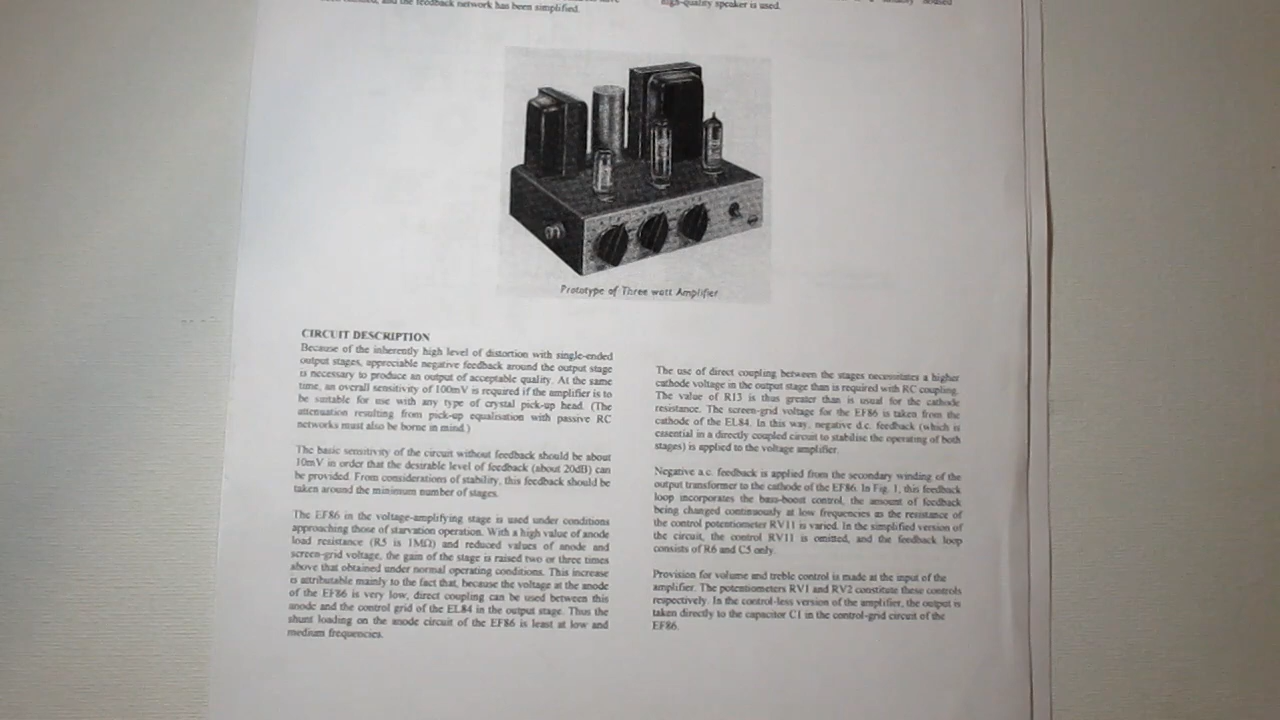 and the feedback network has been simplified.
high-quality speaker is used.
Prototype of Three watt Amplifier
CIRCUIT DESCRIPTION
Because of the inherently high level of distortion with single-ended
output stages, appreciable negative feedback around the output stage
is necessary to produce an output of acceptable quality. At the same
time, an overall sensitivity of 100mV is required if the amplifier is to
be suitable for use with any type of crystal pick-up head. (The
attenuation resulting from pick-up equalisation with passive RC
networks must also be borne in mind.)
The basic sensitivity of the circuit without feedback should be about
10mV in order that the desirable level of feedback (about 20dB) can
be provided. From considerations of stability, this feedback should be
taken around the minimum number of stages.
The EF86 in the voltage-amplifying stage is used under conditions
approaching those of starvation operation. With a high value of anode
load resistance (R5 is 1MΩ) and reduced values of anode and
screen-grid voltage, the gain of the stage is raised two or three times
above that obtained under normal operating conditions. This increase
is attributable mainly to the fact that, because the voltage at the anode
of the EF86 is very low, direct coupling can be used between this
anode and the control grid of the EL84 in the output stage. Thus the
shunt loading on the anode circuit of the EF86 is least at low and
medium frequencies.
The use of direct coupling between the stages necessitates a higher
cathode voltage in the output stage than is required with RC coupling.
The value of R13 is thus greater than is usual for the cathode
resistance. The screen-grid voltage for the EF86 is taken from the
cathode of the EL84. In this way, negative d.c. feedback (which is
essential in a directly coupled circuit to stabilise the operating of both
stages) is applied to the voltage amplifier.
Negative a.c. feedback is applied from the secondary winding of the
output transformer to the cathode of the EF86. In Fig. 1, this feedback
loop incorporates the bass-boost control, the amount of feedback
being changed continuously at low frequencies as the resistance of
the control potentiometer RV11 is varied. In the simplified version of
the circuit, the control RV11 is omitted, and the feedback loop
consists of R6 and C5 only.
Provision for volume and treble control is made at the input of the
amplifier. The potentiometers RV1 and RV2 constitute these controls
respectively. In the control-less version of the amplifier, the output is
taken directly to the capacitor C1 in the control-grid circuit of the
EF86.